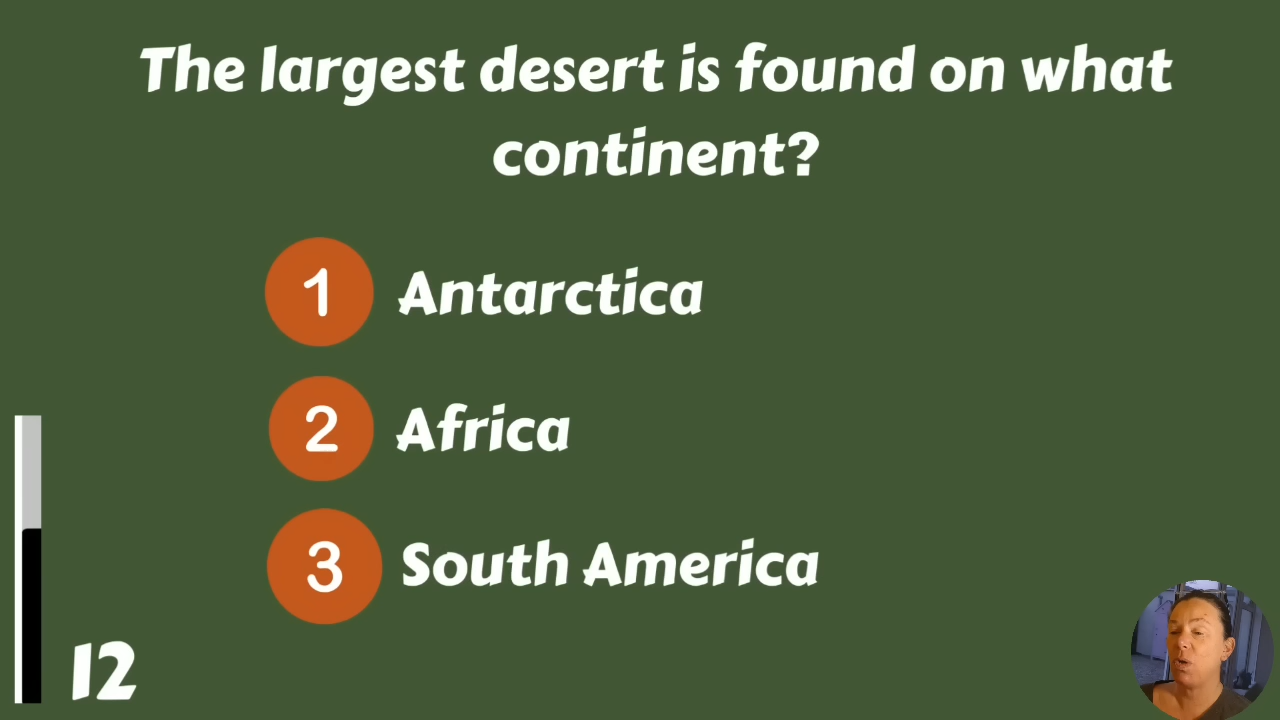 The largest desert is found on what
continent?
1 Antarctica
2 Africa
3 South America
12